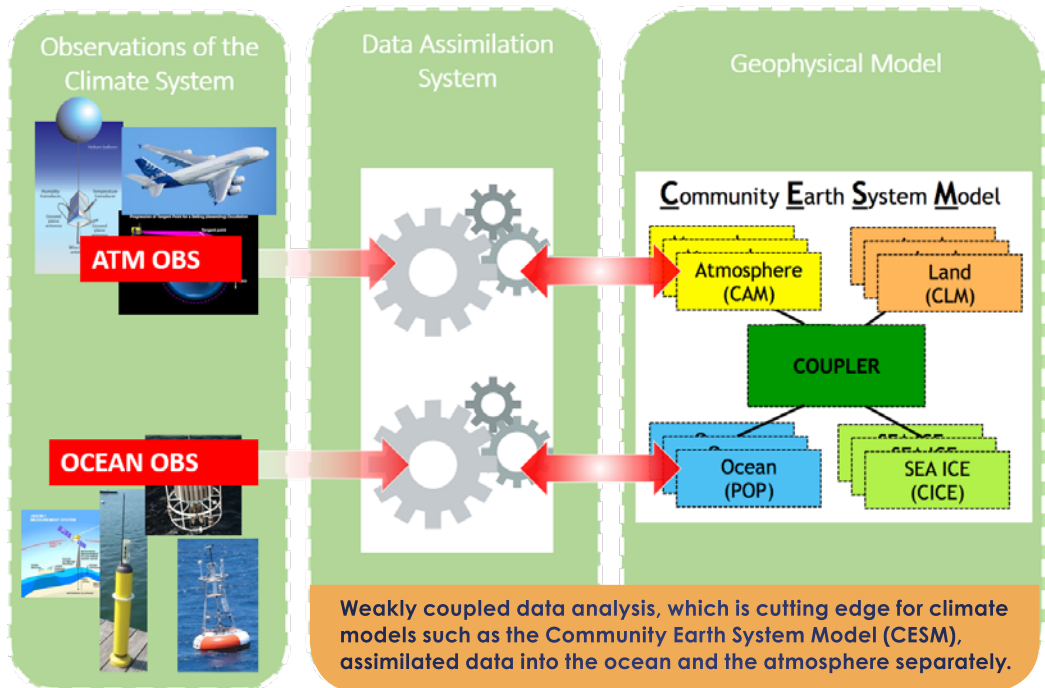 Observations of the
Climate System
Data Assimilation
System
Geophysical Model
Community Earth System Model
ATM OBS
Atmosphere
(CAM)
Land
(CLM)
COUPLER
OCEAN OBS
Ocean
(POP)
SEA ICE
(CICE)
Weakly coupled data analysis, which is cutting edge for climate
models such as the Community Earth System Model (CESM),
assimilated data into the ocean and the atmosphere separately.